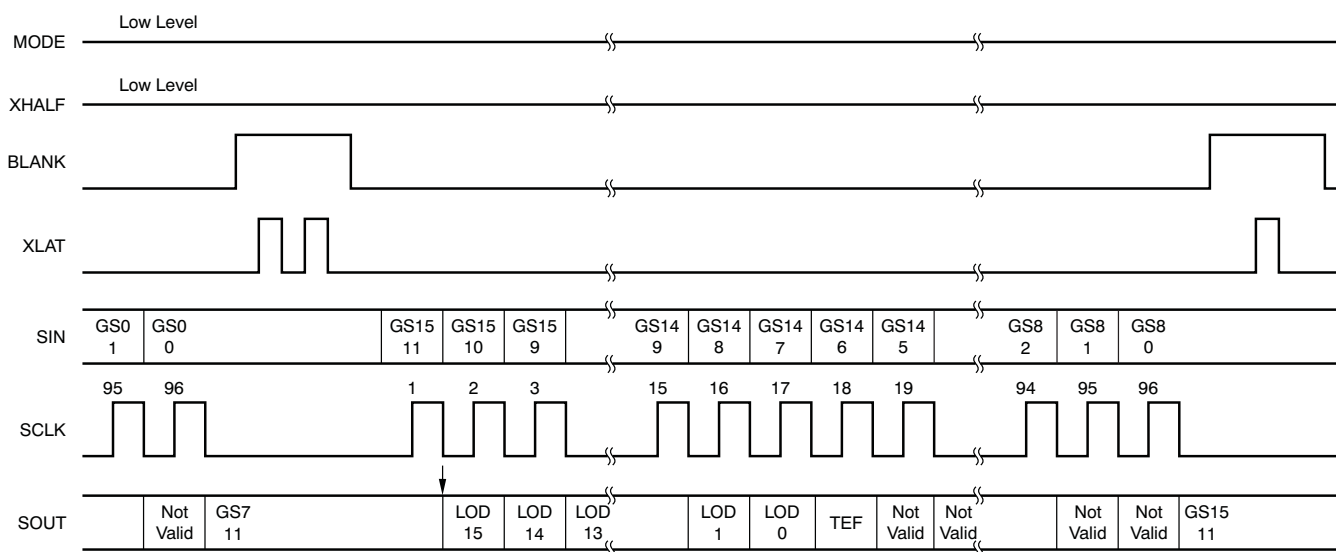 Low Level
MODE
Low Level
XHALF
BLANK
XLAT
SIN
GS0 1
GS0 0
GS15 11
GS15 10
GS15 9
GS14 9
GS14 8
GS14 7
GS14 6
GS14 5
GS8 2
GS8 1
GS8 0
SCLK
95 96 1 2 3 15 16 17 18 19 94 95 96
SOUT
Not Valid
GS7 11
LOD 15
LOD 14
LOD 13
LOD 1
LOD 0
TEF
Not Valid
Not Valid
Not Valid
Not Valid
GS15 11